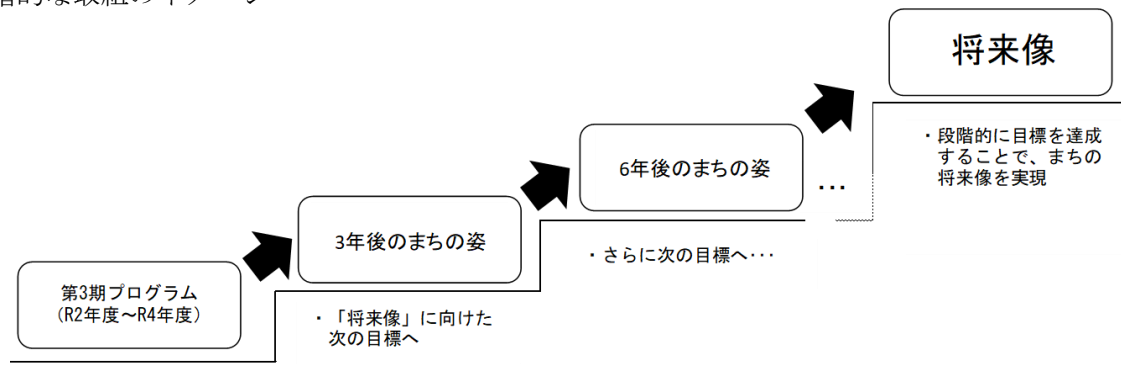 将来像
・段階的に目標を達成
することで、まちの
将来像を実現
6年後のまちの姿
...
・さらに次の目標へ･･･
3年後のまちの姿
・「将来像」に向けた
次の目標へ
第3期プログラム
(R2年度～R4年度)